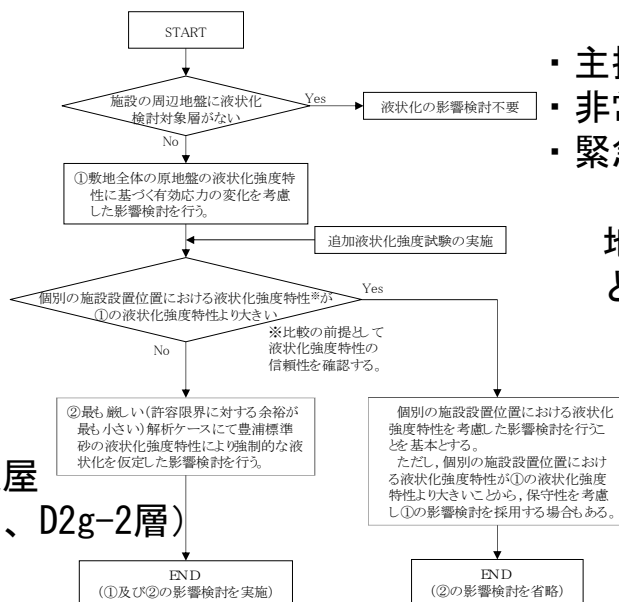 START
施設の周辺地盤に液状化
検討対象層がない
Yes
液状化の影響検討不要
No
①敷地全体の原地盤の液状化強度特
性に基づく有効応力の変化を考慮
した影響検討を行う。
追加液状化強度試験の実施
個別の施設設置位置における液状化強度特性※が
①の液状化強度特性より大きい
Yes
No
※比較の前提として
液状化強度特性の
信頼性を確認する。
②最も厳しい(許容限界に対する余裕が
最も小さい)解析ケースにて豊浦標準
砂の液状化強度特性により強制的な液
状化を仮定した影響検討を行う。
個別の施設設置位置における液状化
強度特性を考慮した影響検討を行うこ
とを基本とする。
ただし,個別の施設設置位置におけ
る液状化強度特性が①の液状化強度
特性より大きいことから,保守性を考慮
し①の影響検討を採用する場合もある。
END
(①及び②の影響検討を実施)
END
(②の影響検討を省略)
・主
・非
・緊
と
屋
、D2g-2層)